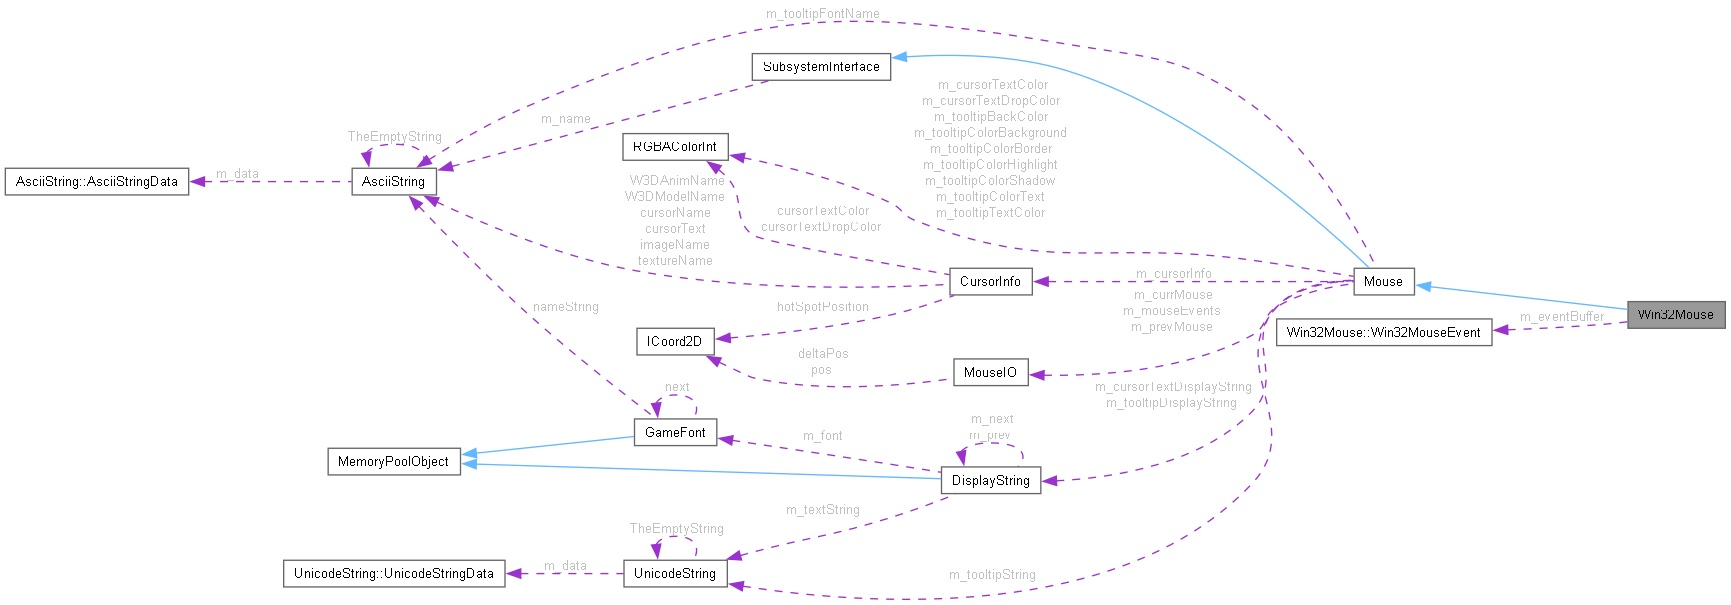 m_tooltipFontName
SubsystemInterface
m_cursorTextColor
m_cursorTextDropColor
m_tooltipBackColor
m_tooltipColorBackground
m_tooltipColorBorder
m_tooltipColorHighlight
m_tooltipColorShadow
m_tooltipColorText
m_tooltipTextColor
m_name
TheEmptyString
RGBAColorInt
AsciiString::AsciiStringData
m_data
AsciiString
W3DAnimName
W3DModelName
cursorName
cursorText
imageName
textureName
cursorTextColor
cursorTextDropColor
CursorInfo
m_cursorInfo
Mouse
m_currMouse
m_mouseEvents
m_prevMouse
nameString
hotSpotPosition
Win32Mouse
m_eventBuffer
Win32Mouse::Win32MouseEvent
ICoord2D
deltaPos
pos
MouseIO
m_cursorTextDisplayString
m_tooltipDisplayString
next
GameFont
m_font
m_next
m_prev
MemoryPoolObject
DisplayString
m_textString
TheEmptyString
UnicodeString::UnicodeStringData
m_data
UnicodeString
m_tooltipString